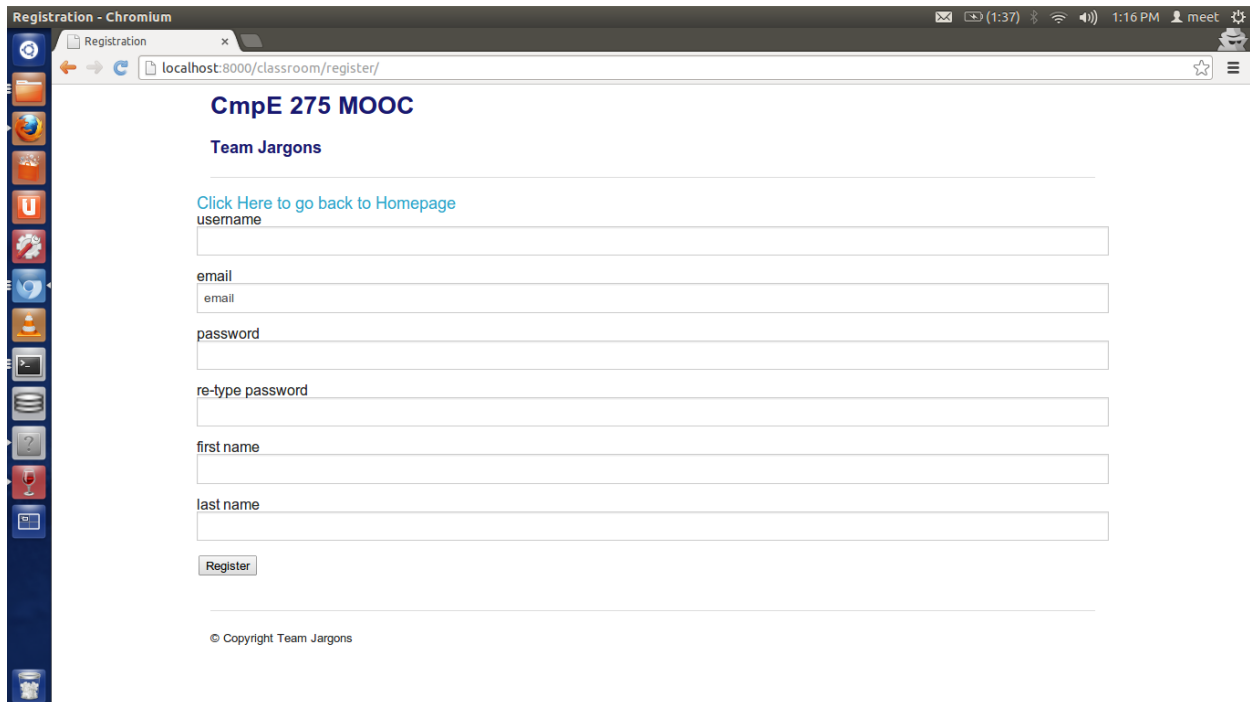 Registration - Chromium
(1:37) 1:16 PM meet
Registration
localhost:8000/classroom/register/
CmpE 275 MOOC
Team Jargons
Click Here to go back to Homepage
username
email
email
password
re-type password
first name
last name
Register
© Copyright Team Jargons